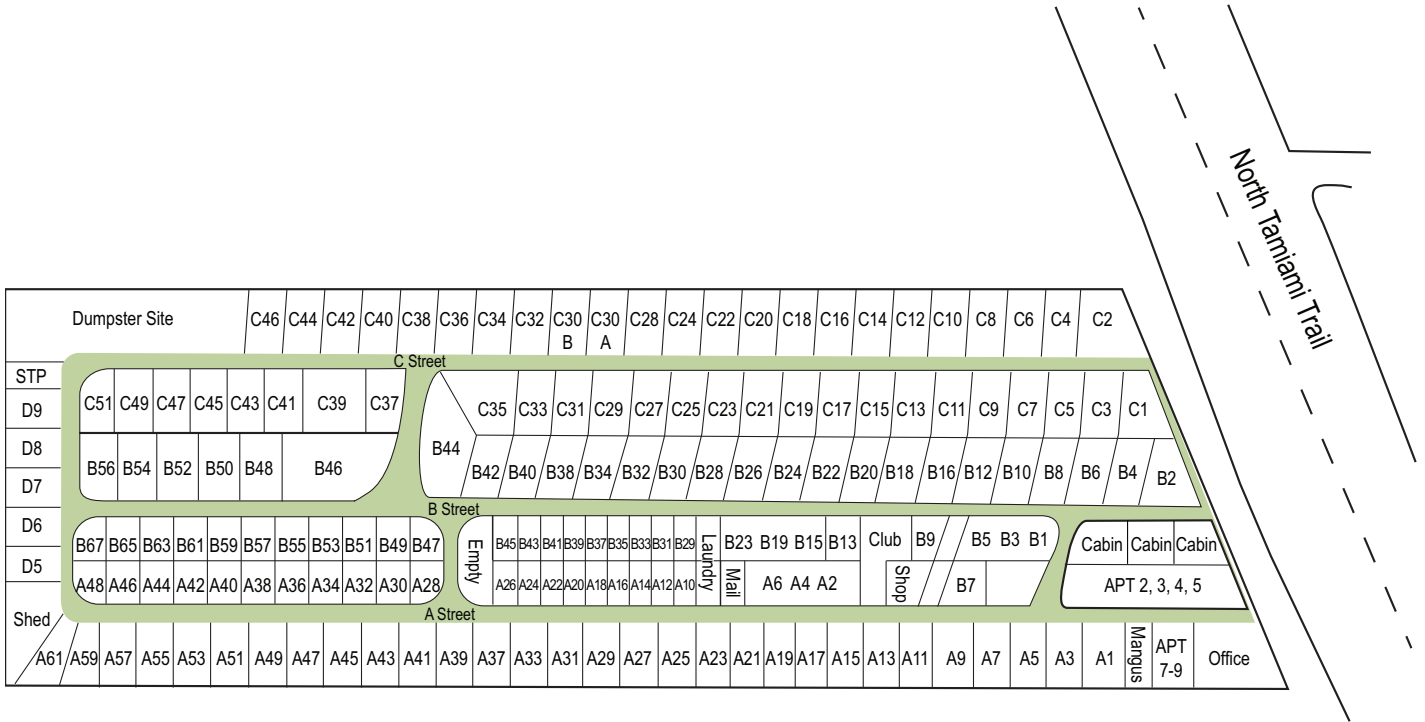 North Tamiami Trail
Dumpster Site C46 C44 C42 C40 C38 C36 C34 C32 C30 C30 C28 C24 C22 C20 C18 C16 C14 C12 C10 C8 C6 C4 C2
B A
C Street
STP
D9 C51 C49 C47 C45 C43 C41 C39 C37 C35 C33 C31 C29 C27 C25 C23 C21 C19 C17 C15 C13 C11 C9 C7 C5 C3 C1
D8 B44
B56 B54 B52 B50 B48 B46 B42 B40 B38 B34 B32 B30 B28 B26 B24 B22 B20 B18 B16 B12 B10 B8 B6 B4 B2
D7
B Street
D6
B67 B65 B63 B61 B59 B57 B55 B53 B51 B49 B47 Empty B45 B43 B41 B39 B37 B35 B33 B31 B29 Laundry B23 B19 B15 B13 Club B9 B5 B3 B1 Cabin Cabin Cabin
D5
A48 A46 A44 A42 A40 A38 A36 A34 A32 A30 A28 A26 A24 A22 A20 A18 A16 A14 A12 A10 Mail A6 A4 A2 Shop B7 APT 2, 3, 4, 5
A Street
Shed
A61 A59 A57 A55 A53 A51 A49 A47 A45 A43 A41 A39 A37 A33 A31 A29 A27 A25 A23 A21 A19 A17 A15 A13 A11 A9 A7 A5 A3 A1 Mangus APT Office
7-9